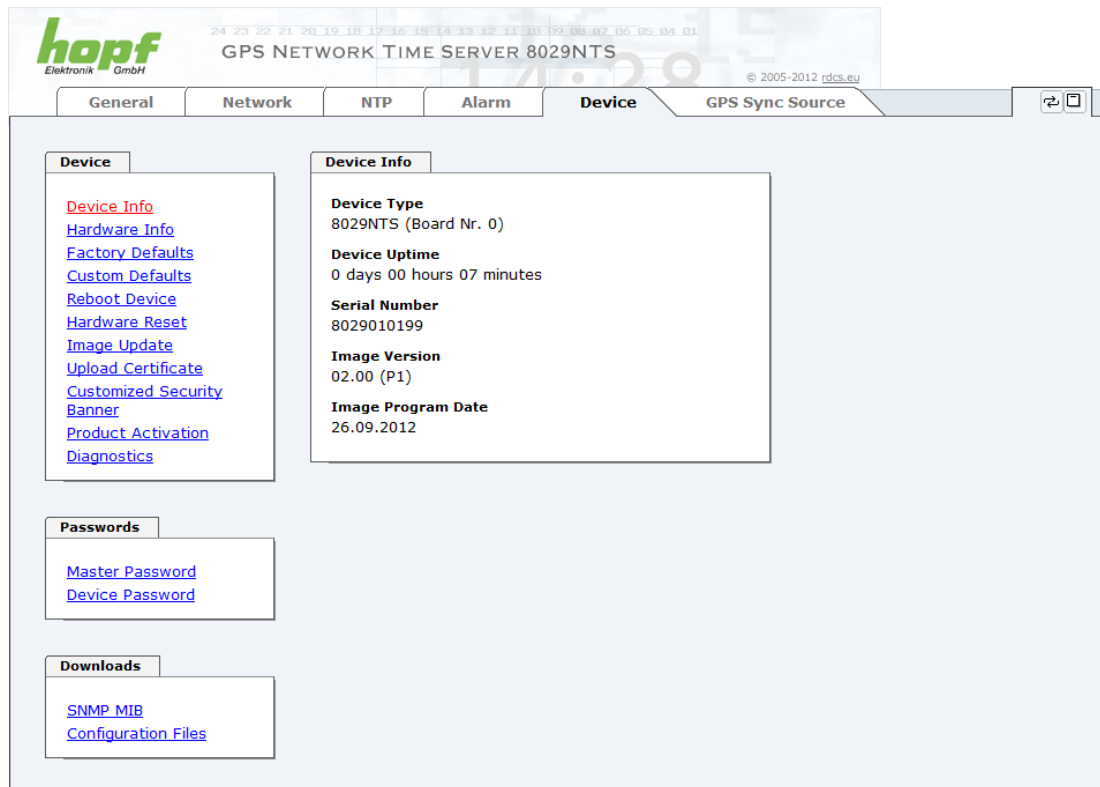 24 23 22 21 20 19 18 17 16 15 14 13 12 11 10 09 08 07 06 05 04 01
hopf
Elektronik GmbH
GPS NETWORK TIME SERVER 8029NTS
14:28
© 2005-2012 rdcs.eu
General Network NTP Alarm Device GPS Sync Source
Device
Device Info
Hardware Info
Factory Defaults
Custom Defaults
Reboot Device
Hardware Reset
Image Update
Upload Certificate
Customized Security
Banner
Product Activation
Diagnostics
Device Info
Device Type
8029NTS (Board Nr. 0)
Device Uptime
0 days 00 hours 07 minutes
Serial Number
8029010199
Image Version
02.00 (P1)
Image Program Date
26.09.2012
Passwords
Master Password
Device Password
Downloads
SNMP MIB
Configuration Files